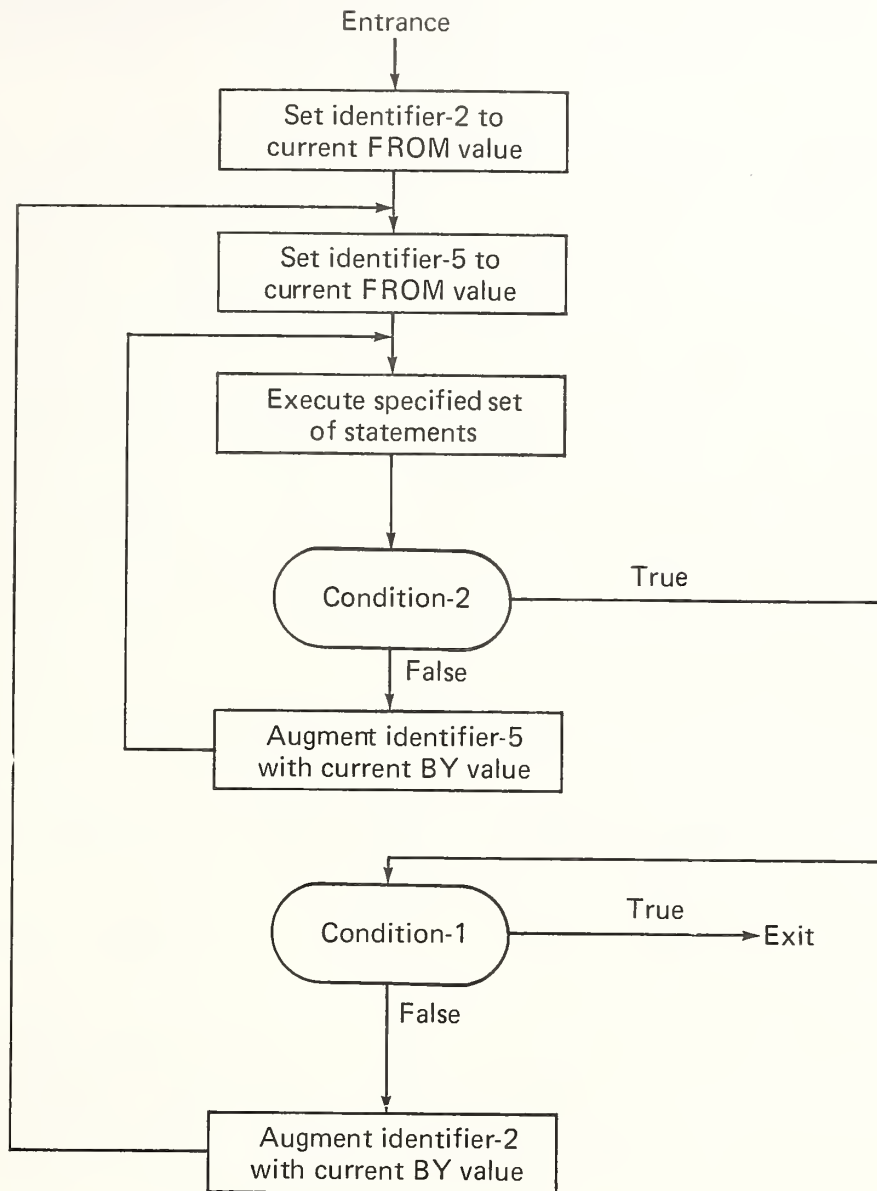 Entrance
Set identifier-2 to
current FROM value
Set identifier-5 to
current FROM value
Execute specified set
of statements
Condition-2
True
False
Augment identifier-5
with current BY value
Condition-1
True
Exit
False
Augment identifier-2
with current BY value